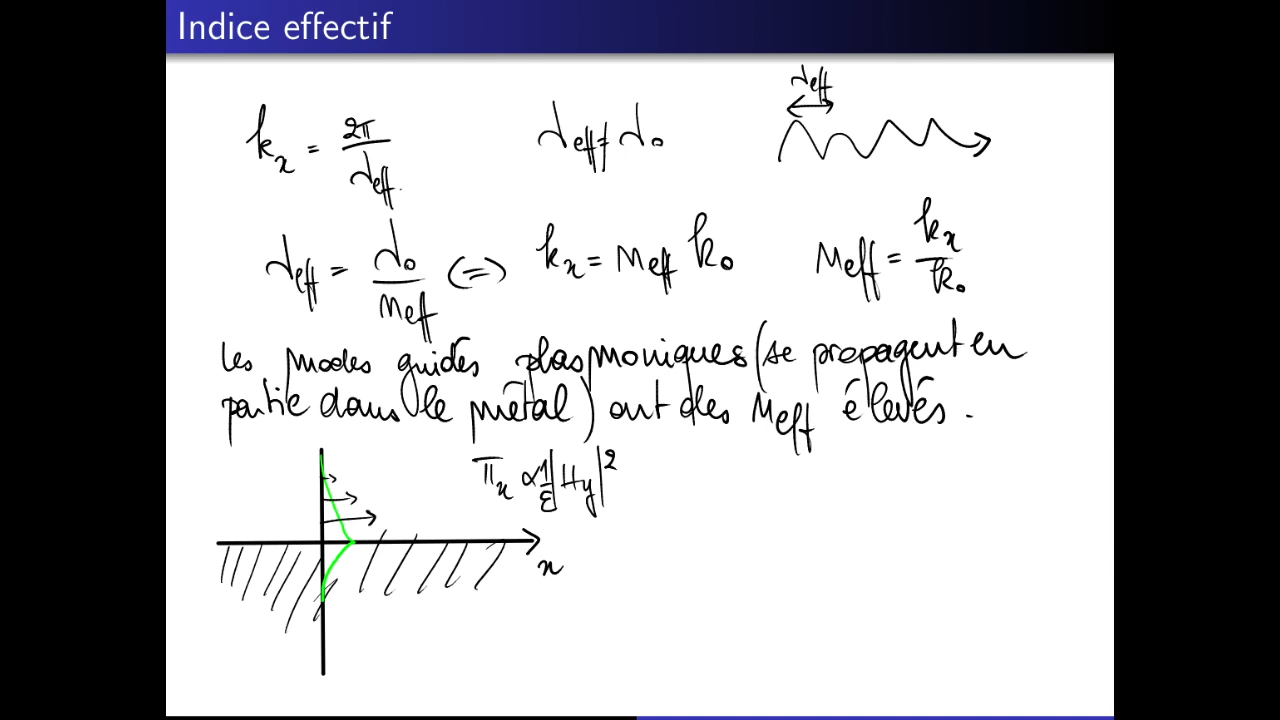 Indice effectif
λeff
kx = 2π/λeff   λeff ≠ λ0
λeff = λ0/neff (=) kx = neff k0   neff = kx/k0
les modes guidés plasmoniques (se propagent en
partie dans le métal) ont des neff élevés.
πx ∝ 1/ε |Hy|²
x